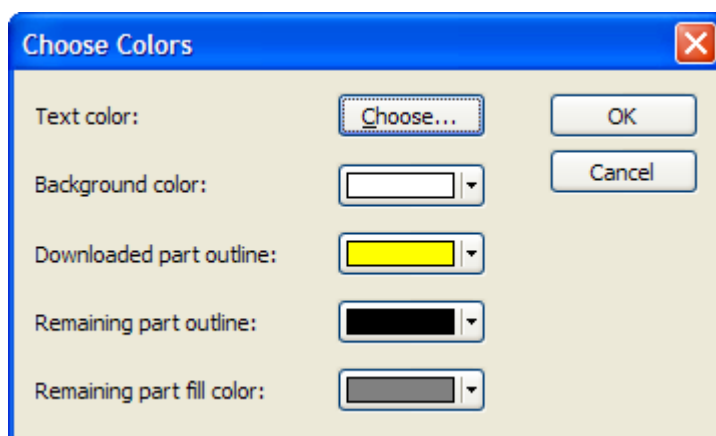 Choose Colors
Text color: Choose... OK
Background color: Cancel
Downloaded part outline:
Remaining part outline:
Remaining part fill color: